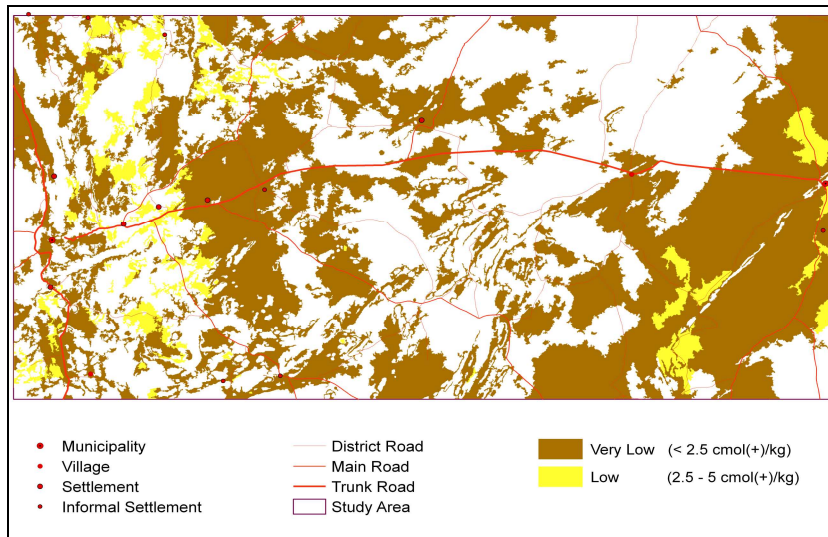 Municipality
Village
Settlement
Informal Settlement
District Road
Main Road
Trunk Road
Study Area
Very Low (< 2.5 cmol(+)/kg)
Low (2.5 - 5 cmol(+)/kg)